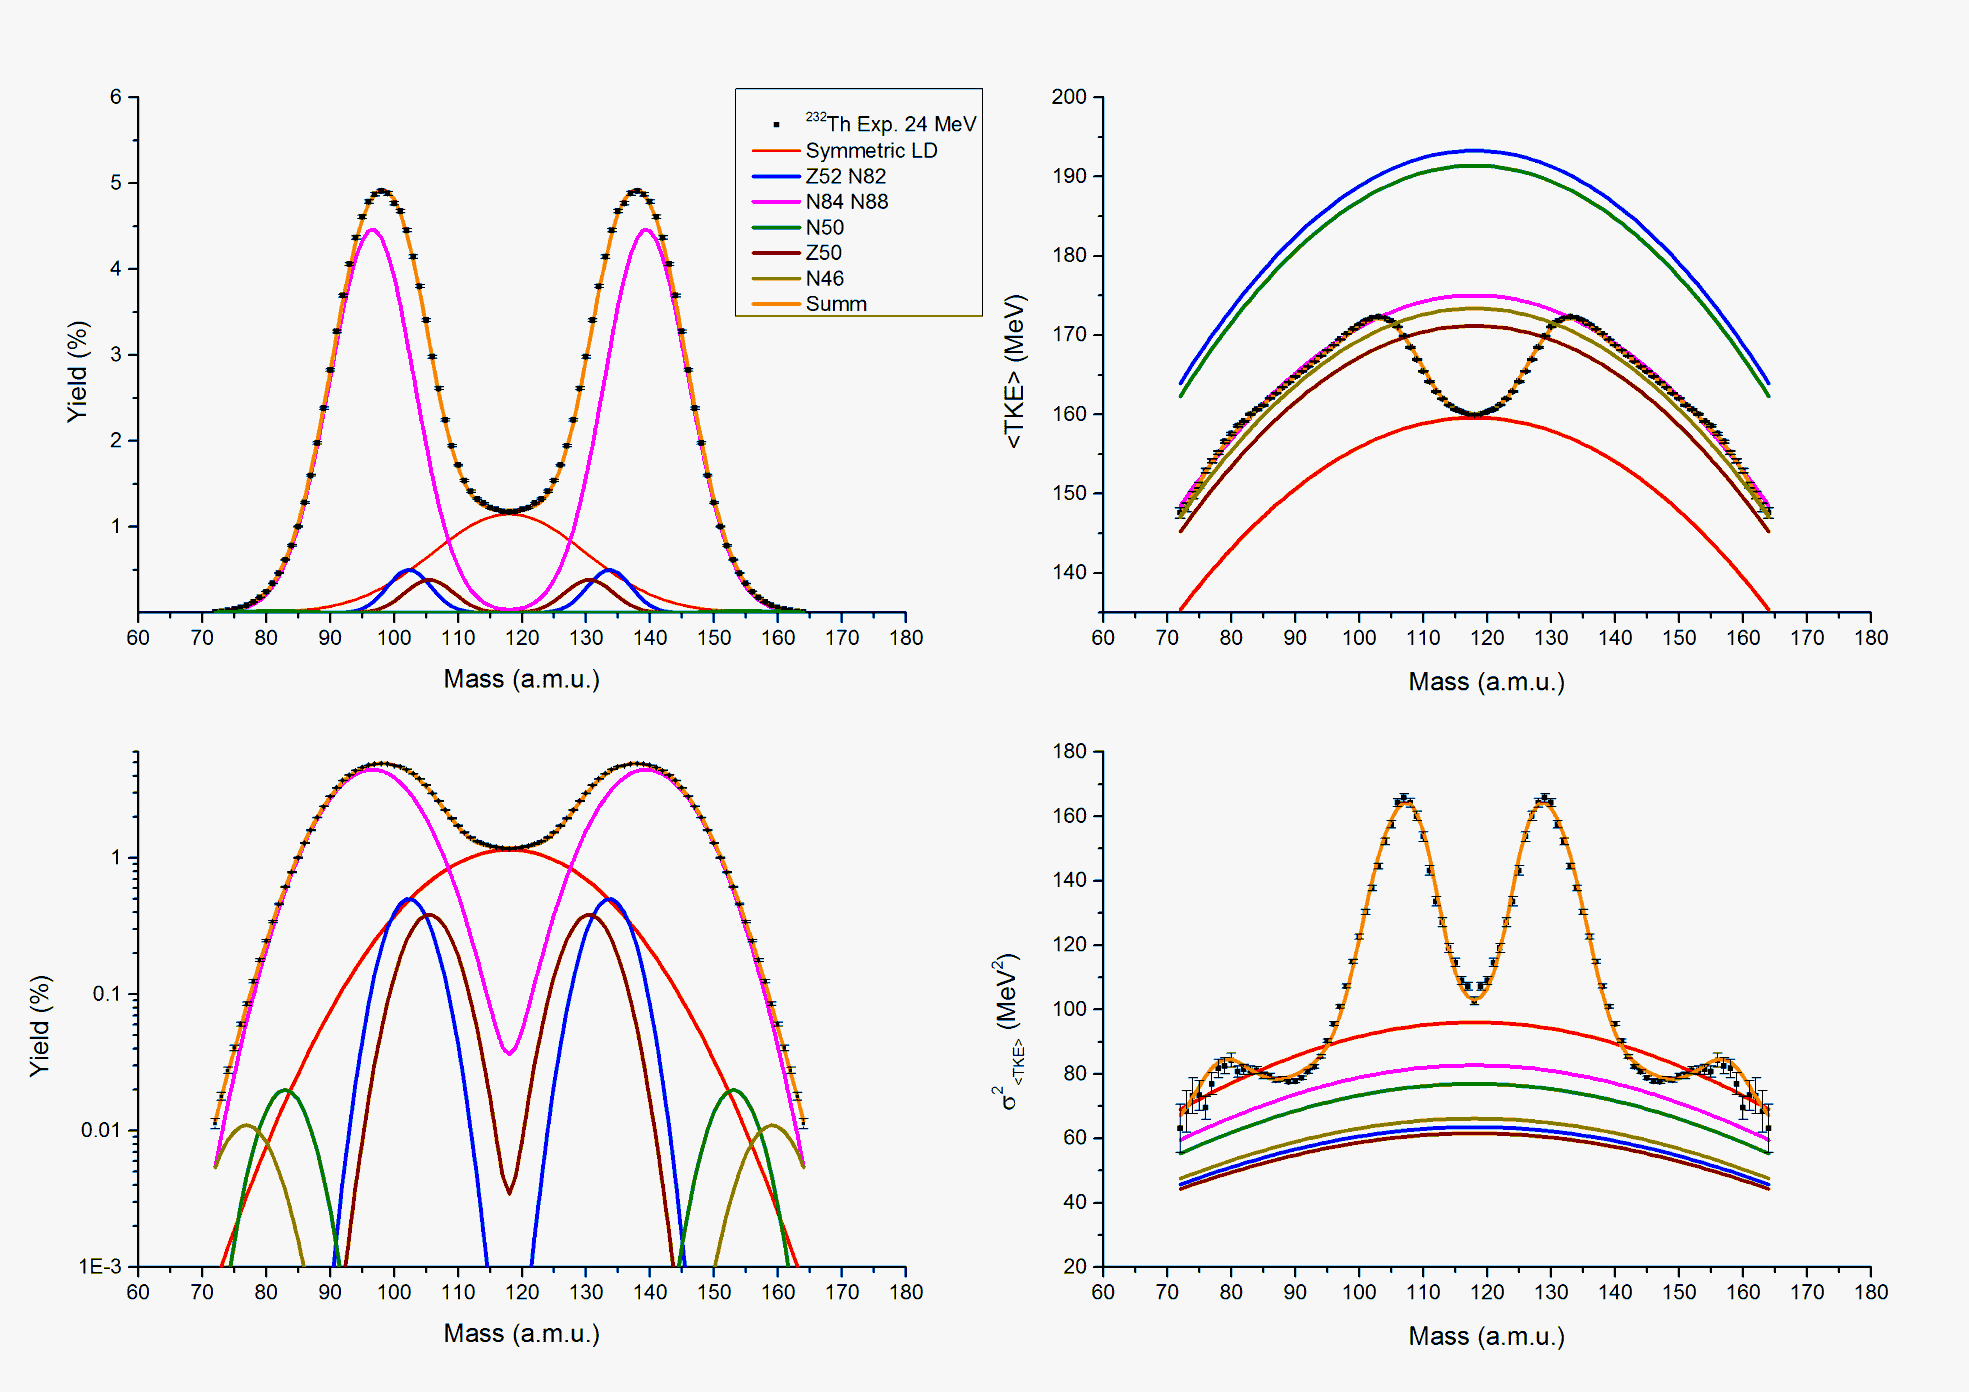 6
5
4
3
2
1
Yield (%)
60 70 80 90 100 110 120 130 140 150 160 170 180
Mass (a.m.u.)
²³²Th Exp. 24 MeV
Symmetric LD
Z52 N82
N84 N88
N50
Z50
N46
Summ
200
190
180
170
160
150
140
<TKE> (MeV)
60 70 80 90 100 110 120 130 140 150 160 170 180
Mass (a.m.u.)
1
0.1
0.01
1E-3
Yield (%)
60 70 80 90 100 110 120 130 140 150 160 170 180
Mass (a.m.u.)
180
160
140
120
100
80
60
40
20
σ²<TKE> (MeV²)
60 70 80 90 100 110 120 130 140 150 160 170 180
Mass (a.m.u.)